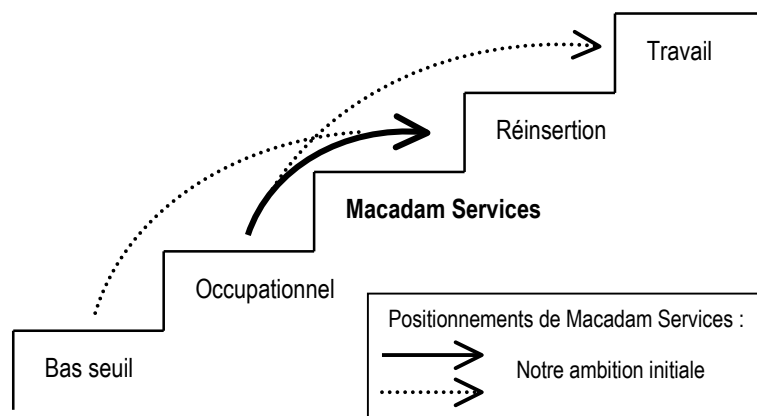 Travail
Réinsertion
Macadam Services
Occupationnel
Bas seuil
Positionnements de Macadam Services :
Notre ambition initiale